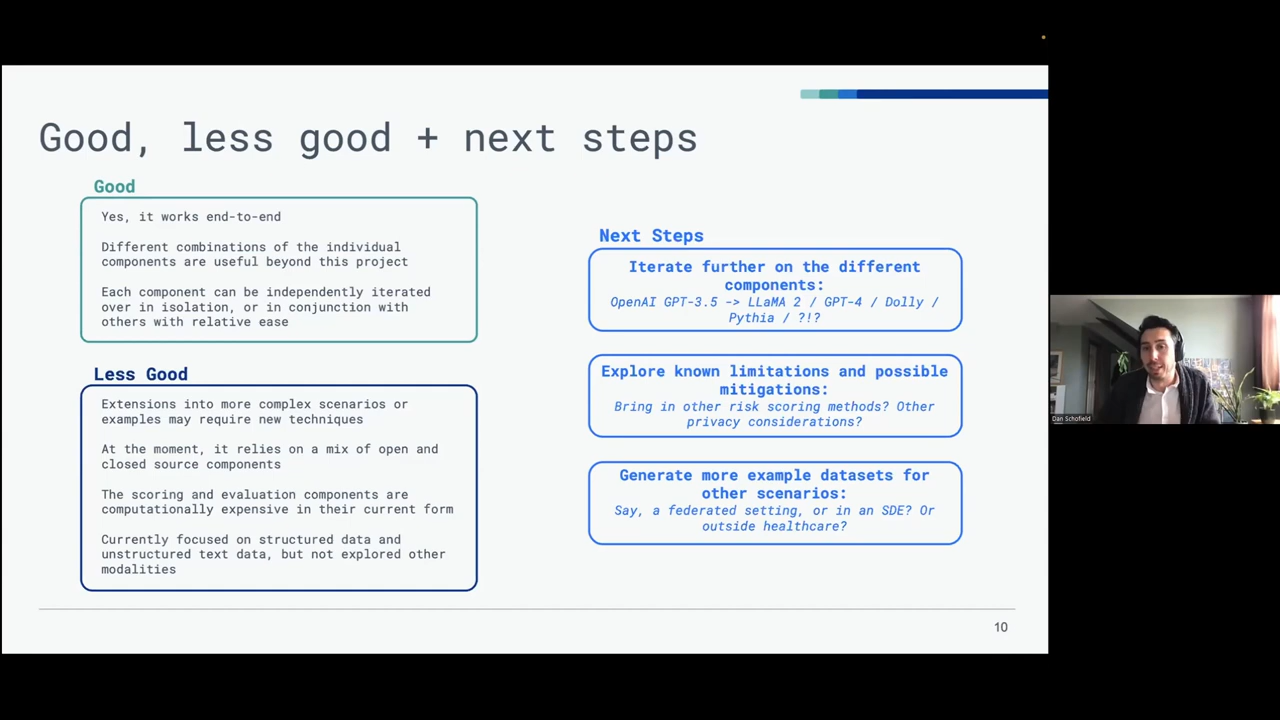 Good, less good + next steps
Good
Yes, it works end-to-end
Different combinations of the individual
components are useful beyond this project
Each component can be independently iterated
over in isolation, or in conjunction with
others with relative ease
Less Good
Extensions into more complex scenarios or
examples may require new techniques
At the moment, it relies on a mix of open and
closed source components
The scoring and evaluation components are
computationally expensive in their current form
Currently focused on structured data and
unstructured text data, but not explored other
modalities
Next Steps
Iterate further on the different
components:
OpenAI GPT-3.5 -> LLaMA 2 / GPT-4 / Dolly /
Pythia / ?!?
Explore known limitations and possible
mitigations:
Bring in other risk scoring methods? Other
privacy considerations?
Generate more example datasets for
other scenarios:
Say, a federated setting, or in an SDE? Or
outside healthcare?
10
Dan Schofield